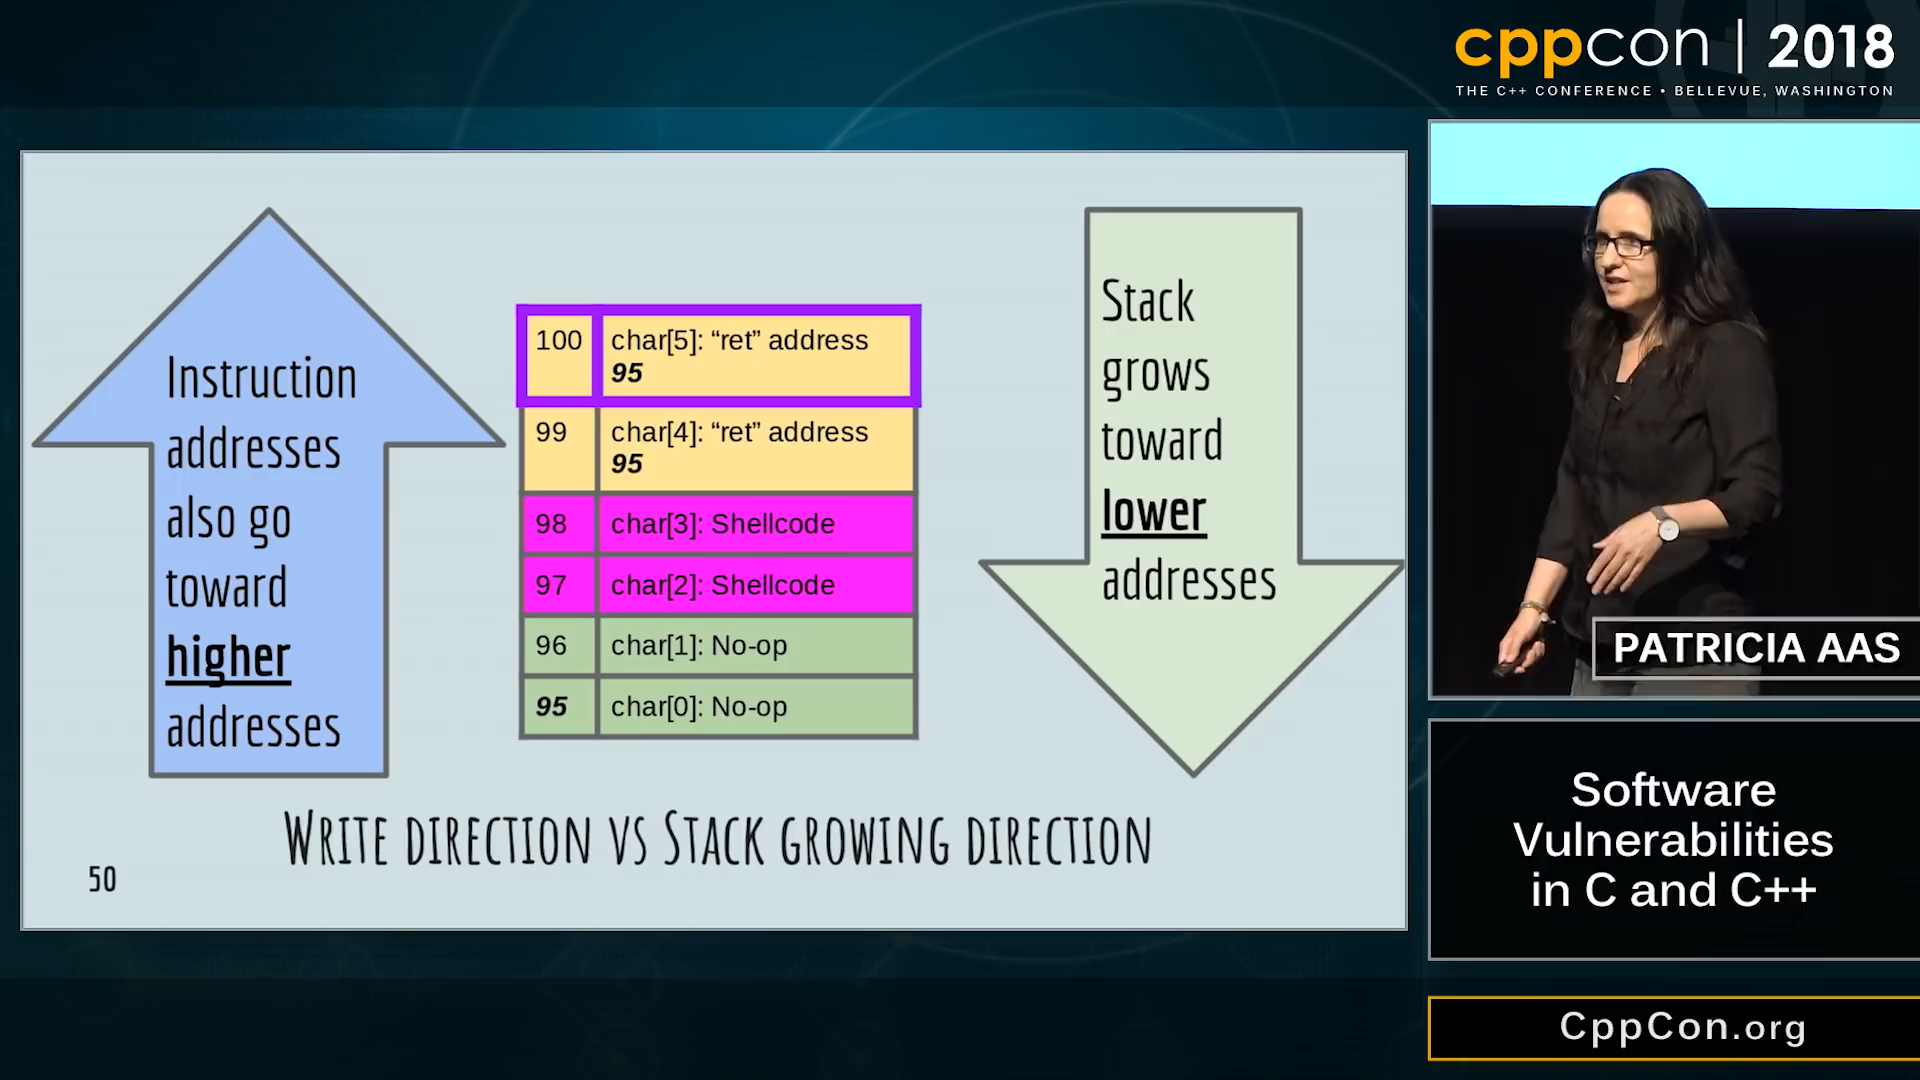 cppcon | 2018
THE C++ CONFERENCE • BELLEVUE, WASHINGTON
Instruction
addresses
also go
toward
higher
addresses
100 char[5]: “ret” address
95
99 char[4]: “ret” address
95
98 char[3]: Shellcode
97 char[2]: Shellcode
96 char[1]: No-op
95 char[0]: No-op
Stack
grows
toward
lower
addresses
WRITE DIRECTION VS STACK GROWING DIRECTION
50
PATRICIA AAS
Software
Vulnerabilities
in C and C++
CppCon.org